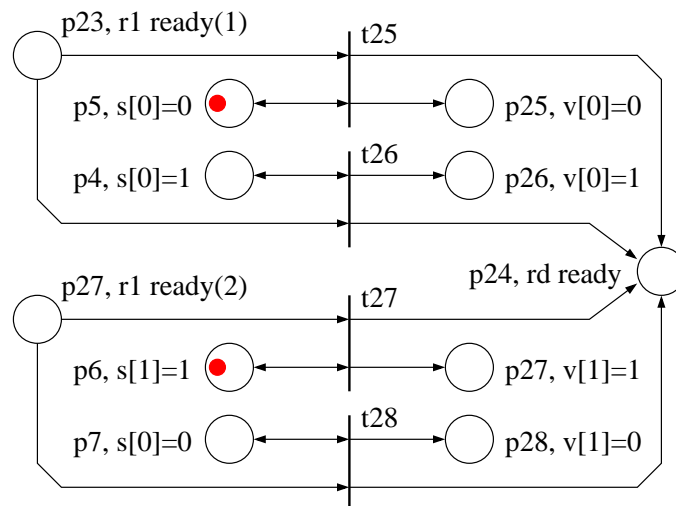 p23, r1 ready(1)
t25
p5, s[0]=0
p25, v[0]=0
t26
p4, s[0]=1
p26, v[0]=1
p24, rd ready
p27, r1 ready(2)
t27
p6, s[1]=1
p27, v[1]=1
t28
p7, s[0]=0
p28, v[1]=0